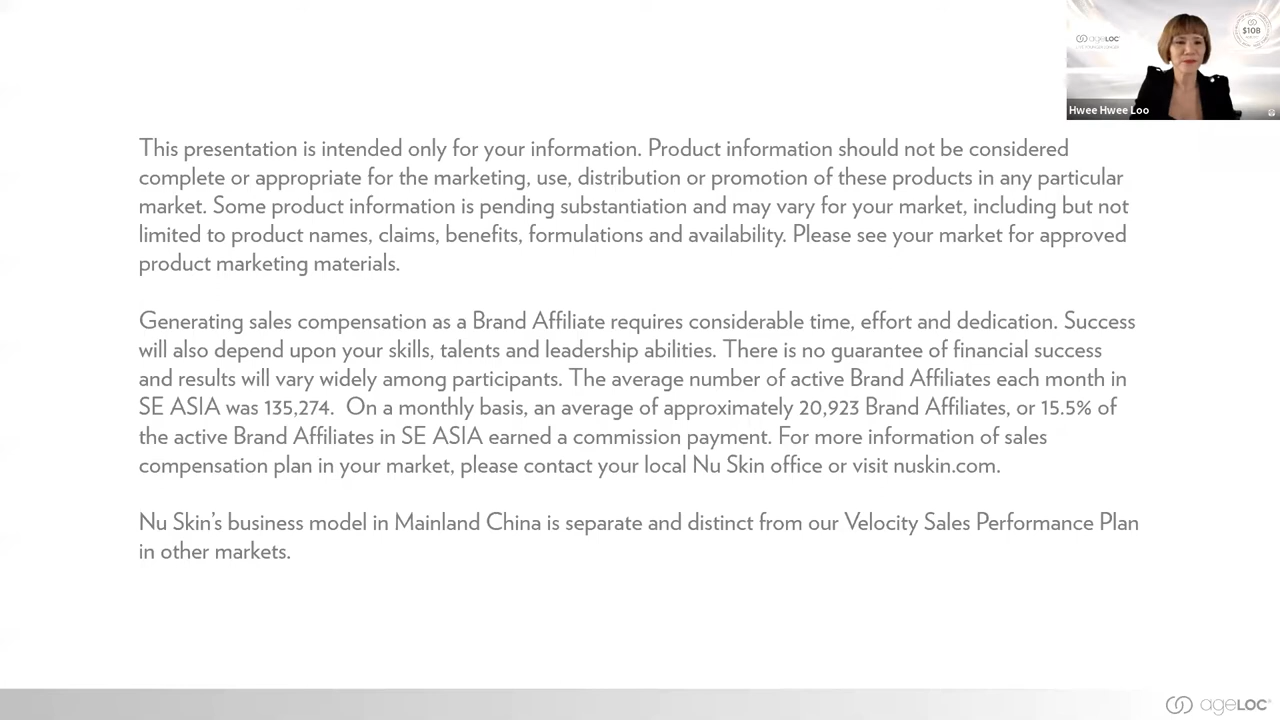 ageLOC
$10B
Hwee Hwee Loo
This presentation is intended only for your information. Product information should not be considered
complete or appropriate for the marketing, use, distribution or promotion of these products in any particular
market. Some product information is pending substantiation and may vary for your market, including but not
limited to product names, claims, benefits, formulations and availability. Please see your market for approved
product marketing materials.
Generating sales compensation as a Brand Affiliate requires considerable time, effort and dedication. Success
will also depend upon your skills, talents and leadership abilities. There is no guarantee of financial success
and results will vary widely among participants. The average number of active Brand Affiliates each month in
SE ASIA was 135,274. On a monthly basis, an average of approximately 20,923 Brand Affiliates, or 15.5% of
the active Brand Affiliates in SE ASIA earned a commission payment. For more information of sales
compensation plan in your market, please contact your local Nu Skin office or visit nuskin.com.
Nu Skin’s business model in Mainland China is separate and distinct from our Velocity Sales Performance Plan
in other markets.
ageLOC